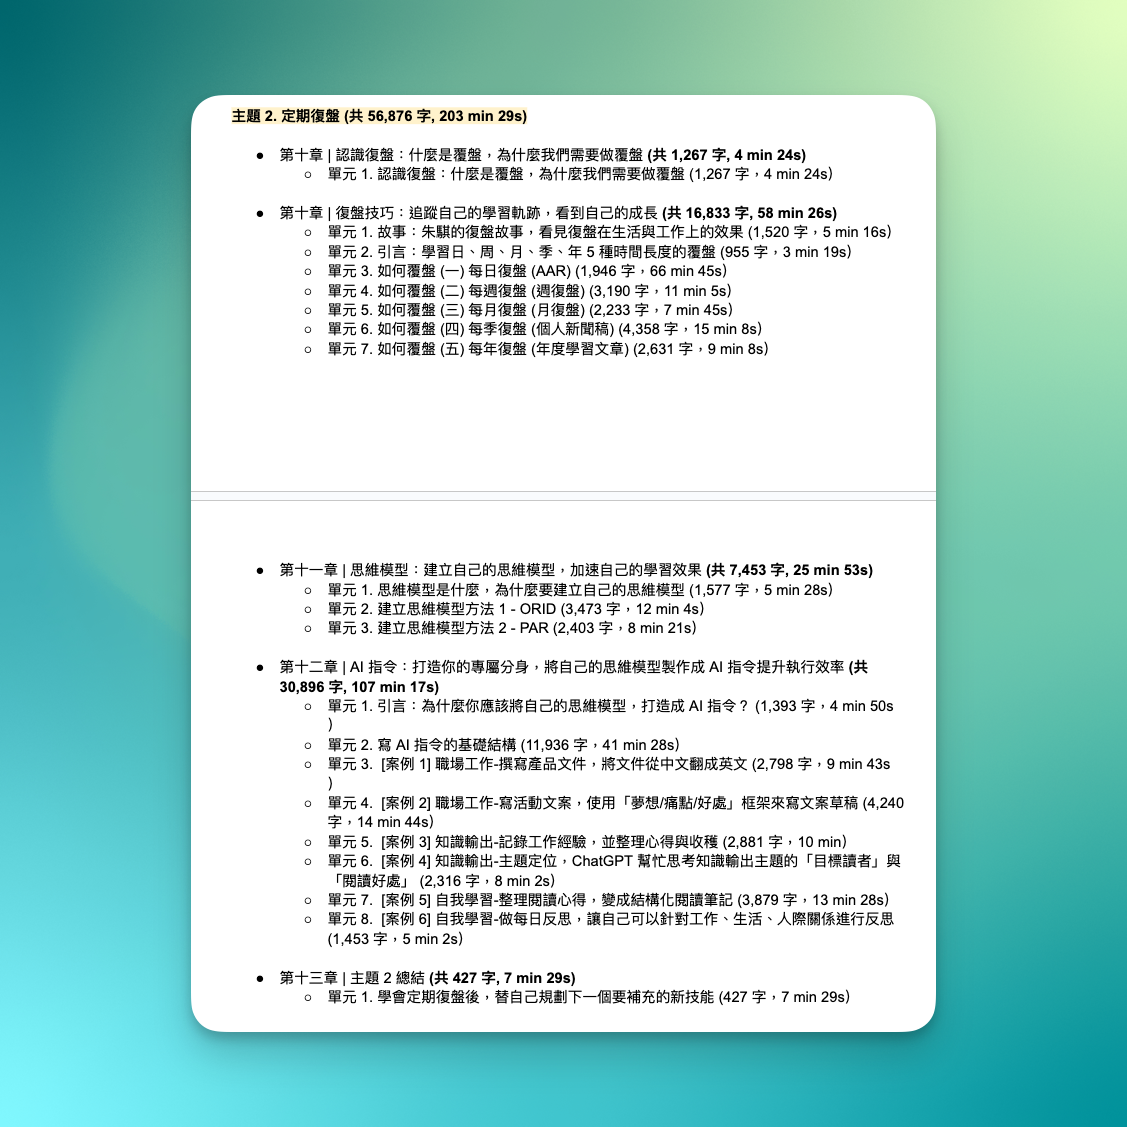 主題 2. 定期復盤 (共 56,876 字, 203 min 29s)
● 第十章 | 認識復盤：什麼是覆盤，為什麼我們需要做覆盤 (共 1,267 字, 4 min 24s)
○ 單元 1. 認識復盤：什麼是覆盤，為什麼我們需要做覆盤 (1,267 字，4 min 24s)
● 第十章 | 復盤技巧：追蹤自己的學習軌跡，看到自己的成長 (共 16,833 字, 58 min 26s)
○ 單元 1. 故事：朱騏的復盤故事，看見復盤在生活與工作上的效果 (1,520 字，5 min 16s)
○ 單元 2. 引言：學習日、周、月、季、年 5 種時間長度的覆盤 (955 字，3 min 19s)
○ 單元 3. 如何覆盤 (一) 每日復盤 (AAR) (1,946 字，66 min 45s)
○ 單元 4. 如何覆盤 (二) 每週復盤 (週復盤) (3,190 字，11 min 5s)
○ 單元 5. 如何覆盤 (三) 每月復盤 (月復盤) (2,233 字，7 min 45s)
○ 單元 6. 如何覆盤 (四) 每季復盤 (個人新聞稿) (4,358 字，15 min 8s)
○ 單元 7. 如何覆盤 (五) 每年復盤 (年度學習文章) (2,631 字，9 min 8s)
● 第十一章 | 思維模型：建立自己的思維模型，加速自己的學習效果 (共 7,453 字, 25 min 53s)
○ 單元 1. 思維模型是什麼，為什麼要建立自己的思維模型 (1,577 字，5 min 28s)
○ 單元 2. 建立思維模型方法 1 - ORID (3,473 字，12 min 4s)
○ 單元 3. 建立思維模型方法 2 - PAR (2,403 字，8 min 21s)
● 第十二章 | AI 指令：打造你的專屬分身，將自己的思維模型製作成 AI 指令提升執行效率 (共
30,896 字, 107 min 17s)
○ 單元 1. 引言：為什麼你應該將自己的思維模型，打造成 AI 指令？ (1,393 字，4 min 50s
)
○ 單元 2. 寫 AI 指令的基礎結構 (11,936 字，41 min 28s)
○ 單元 3. [案例 1] 職場工作-撰寫產品文件，將文件從中文翻成英文 (2,798 字，9 min 43s
)
○ 單元 4. [案例 2] 職場工作-寫活動文案，使用「夢想/痛點/好處」框架來寫文案草稿 (4,240
字，14 min 44s)
○ 單元 5. [案例 3] 知識輸出-記錄工作經驗，並整理心得與收穫 (2,881 字，10 min)
○ 單元 6. [案例 4] 知識輸出-主題定位，ChatGPT 幫忙思考知識輸出主題的「目標讀者」與
「閱讀好處」 (2,316 字，8 min 2s)
○ 單元 7. [案例 5] 自我學習-整理閱讀心得，變成結構化閱讀筆記 (3,879 字，13 min 28s)
○ 單元 8. [案例 6] 自我學習-做每日反思，讓自己可以針對工作、生活、人際關係進行反思
(1,453 字，5 min 2s)
● 第十三章 | 主題 2 總結 (共 427 字, 7 min 29s)
○ 單元 1. 學會定期復盤後，替自己規劃下一個要補充的新技能 (427 字，7 min 29s)